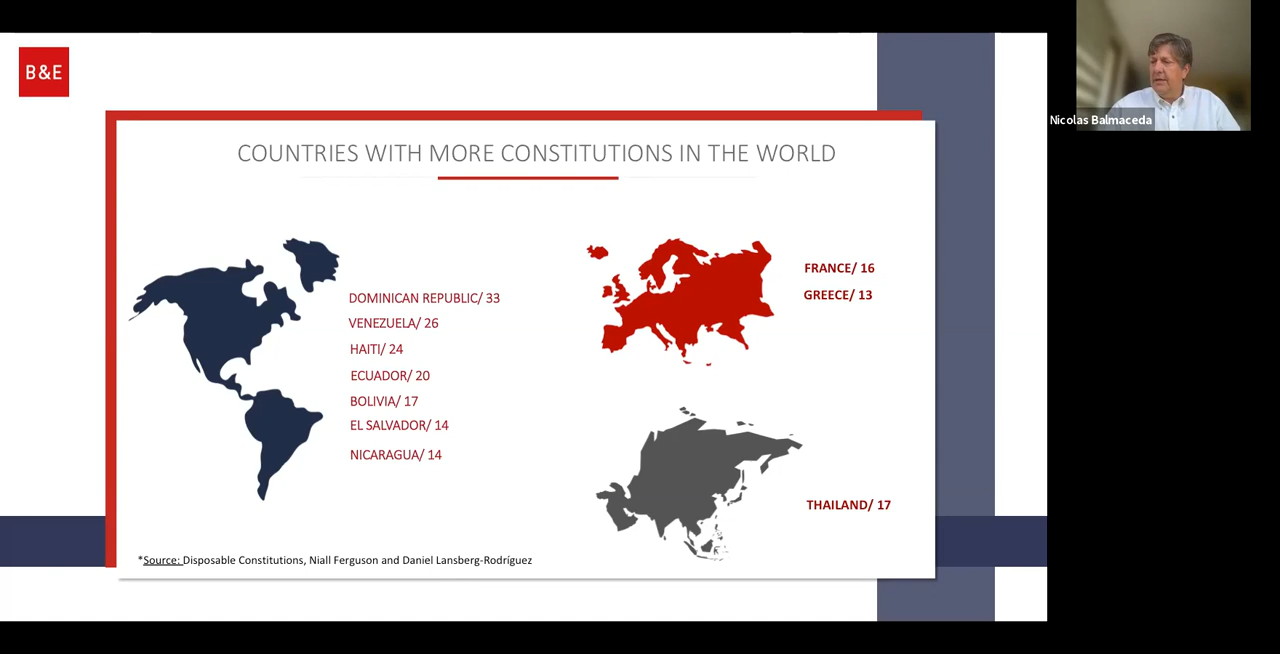 B&E
Nicolas Balmaceda
COUNTRIES WITH MORE CONSTITUTIONS IN THE WORLD
DOMINICAN REPUBLIC/ 33
VENEZUELA/ 26
HAITI/ 24
ECUADOR/ 20
BOLIVIA/ 17
EL SALVADOR/ 14
NICARAGUA/ 14
FRANCE/ 16
GREECE/ 13
THAILAND/ 17
*Source: Disposable Constitutions, Niall Ferguson and Daniel Lansberg-Rodríguez